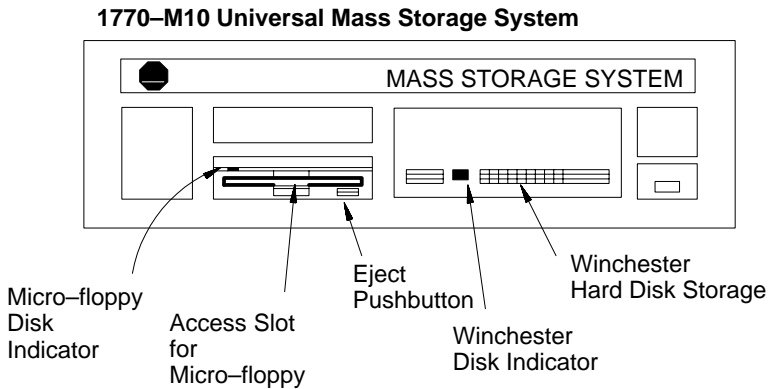 1770–M10 Universal Mass Storage System
MASS STORAGE SYSTEM
Micro–floppy
Disk
Indicator
Access Slot
for
Micro–floppy
Eject
Pushbutton
Winchester
Disk Indicator
Winchester
Hard Disk Storage